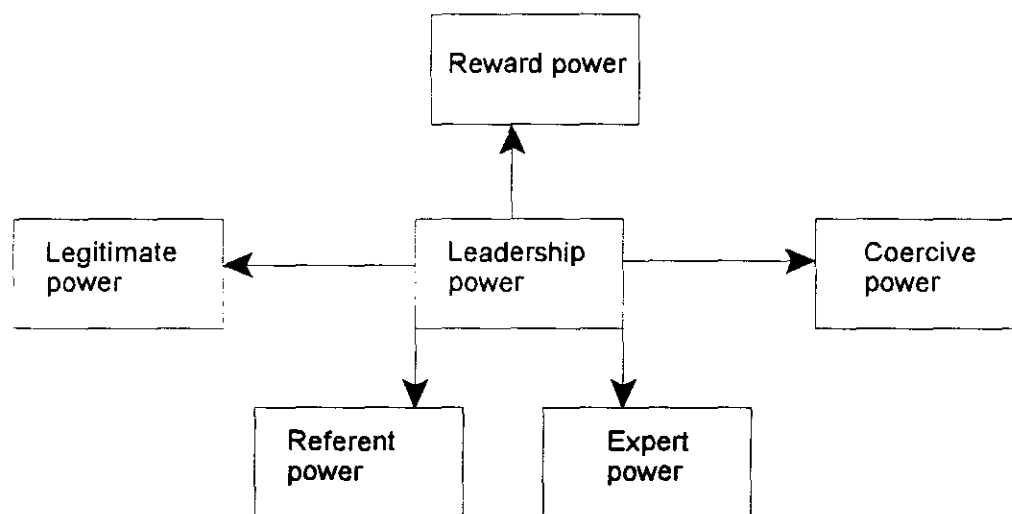 Reward power
Legitimate
power
Leadership
power
Coercive
power
Referent
power
Expert
power